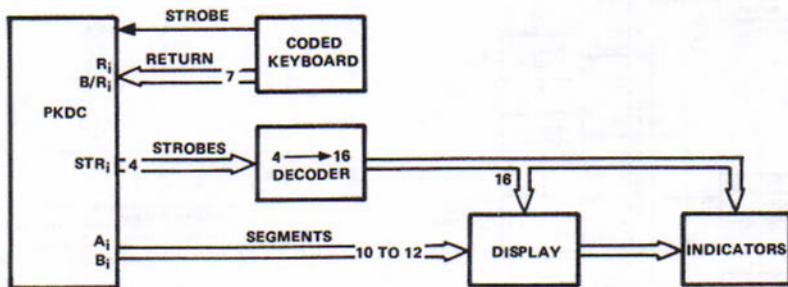 STROBE
CODED
KEYBOARD
Ri
RETURN
B/Ri
7
PKDC
STROBES
STRi
4
4 → 16
DECODER
16
Ai
SEGMENTS
Bi
10 TO 12
DISPLAY
INDICATORS